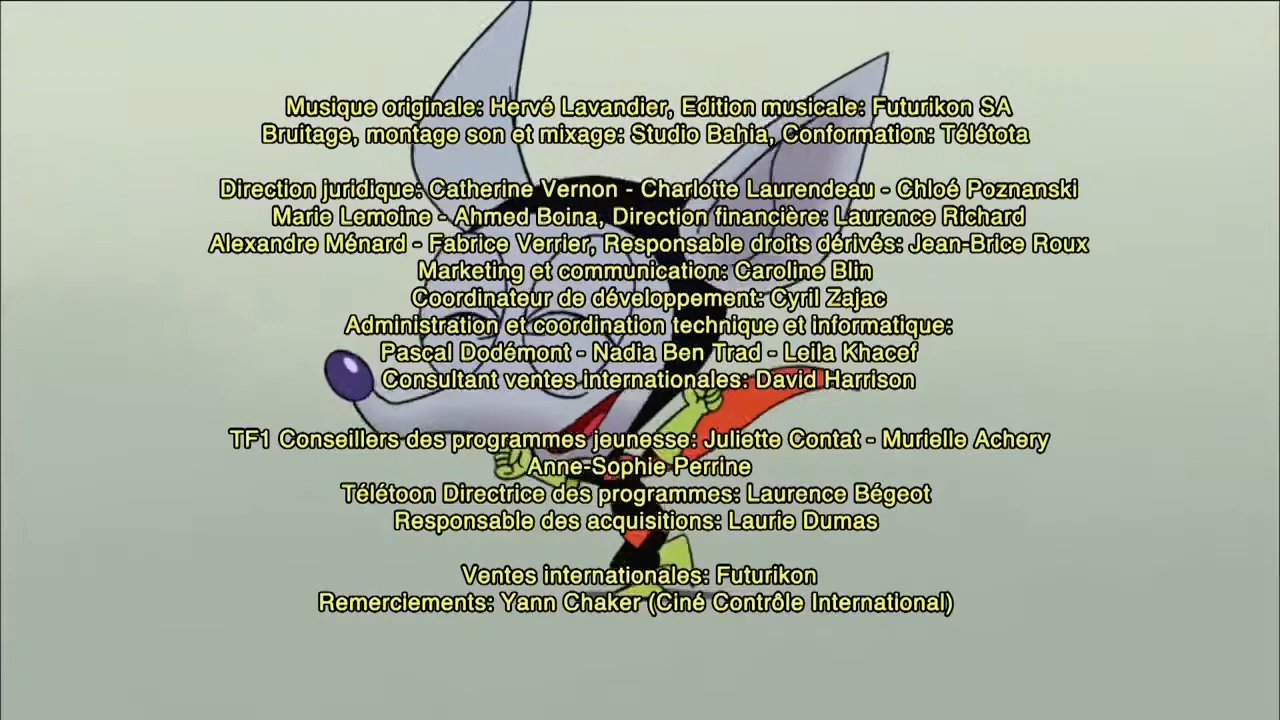 Musique originale: Hervé Lavandier, Edition musicale: Futurikon SA
Bruitage, montage son et mixage: Studio Bahia, Conformation: Télétota
Direction juridique: Catherine Vernon - Charlotte Laurendeau - Chloé Poznanski
Marie Lemoine - Ahmed Boina, Direction financière: Laurence Richard
Alexandre Ménard - Fabrice Verrier, Responsable droits dérivés: Jean-Brice Roux
Marketing et communication: Caroline Blin
Coordinateur de développement: Cyril Zajac
Administration et coordination technique et informatique:
Pascal Dodémont - Nadia Ben Trad - Leila Khacef
Consultant ventes internationales: David Harrison
TF1 Conseillers des programmes jeunesse: Juliette Contat - Murielle Achery
Anne-Sophie Perrine
Télétoon Directrice des programmes: Laurence Bégeot
Responsable des acquisitions: Laurie Dumas
Ventes internationales: Futurikon
Remerciements: Yann Chaker (Ciné Contrôle International)